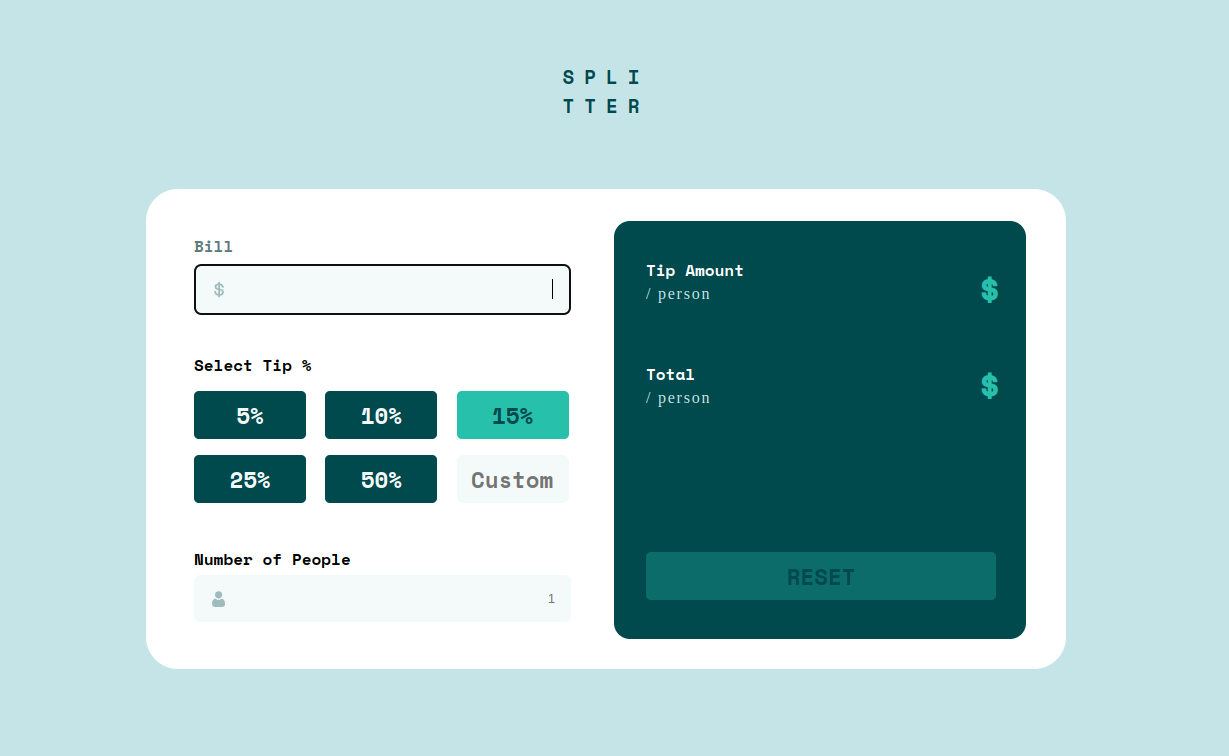 SPLI
TTER
Bill
$
Select Tip %
5% 10% 15%
25% 50% Custom
Number of People
1
Tip Amount
/ person
$
Total
/ person
$
RESET